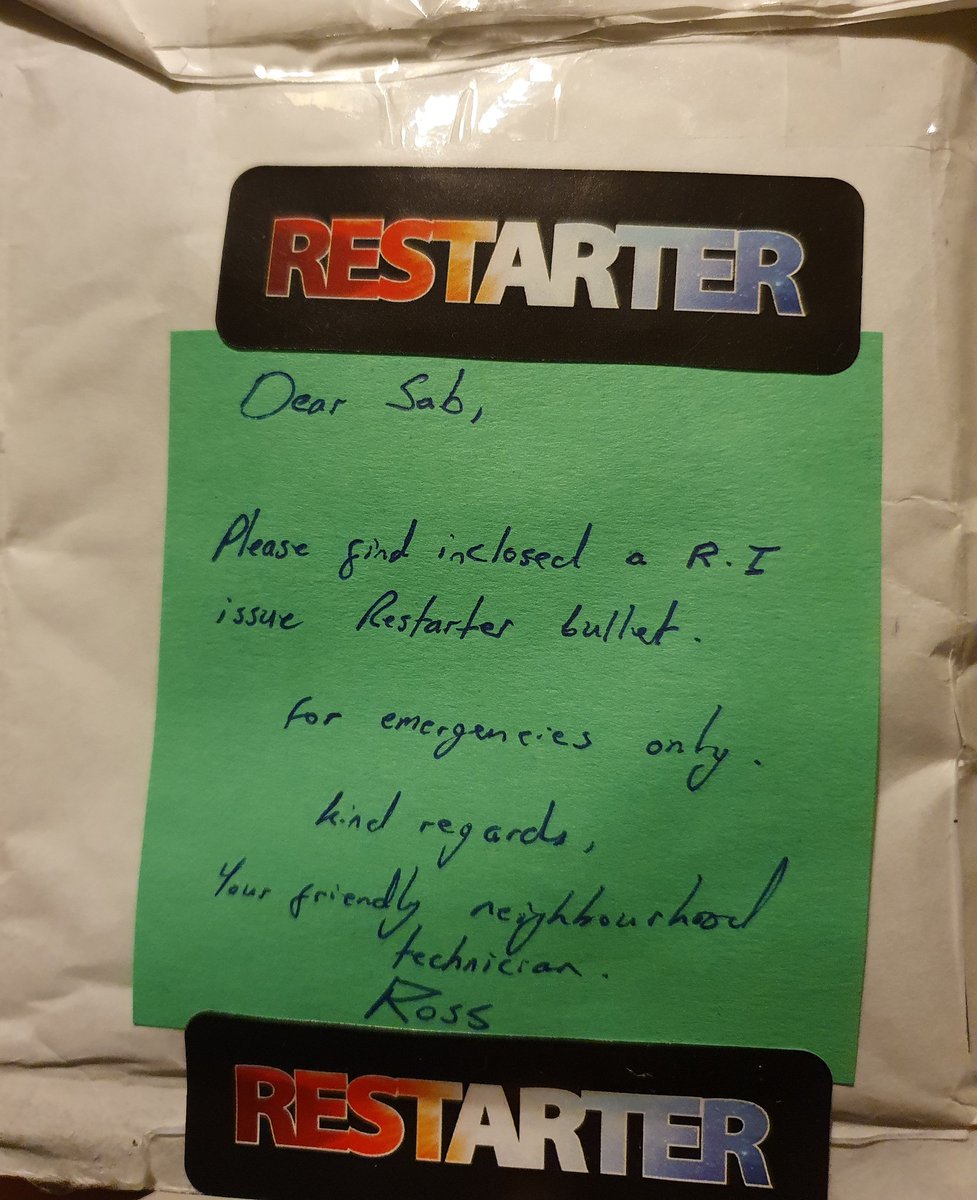 RESTARTER
Dear Sab,
Please find inclosed a R.I
issue Restarter bullet.
For emergencies only.
kind regards,
Your friendly neighbourhood
technician.
Ross
RESTARTER